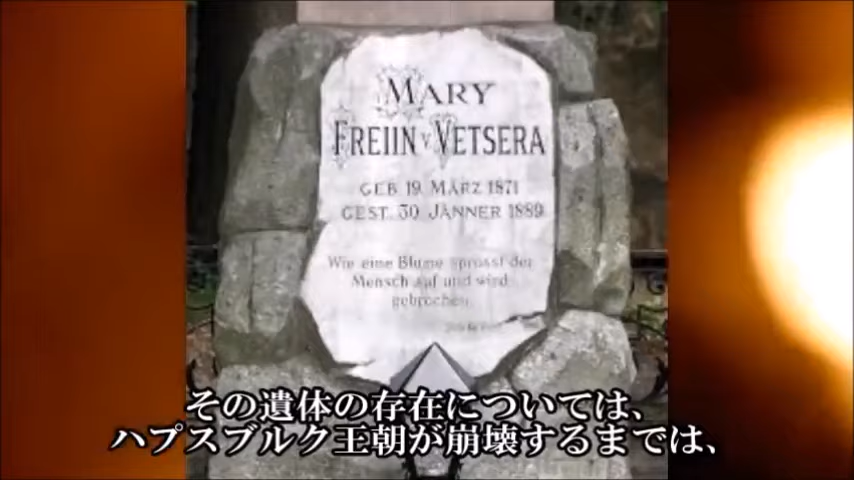 MARY
FREIIN v. VETSERA
GEB. 19. MÄRZ 1871
GEST. 30. JÄNNER 1889
Wie eine Blume sprosst der
Mensch auf und wird
gebrochen.
その遺体の存在については、
ハプスブルク王朝が崩壊するまでは、